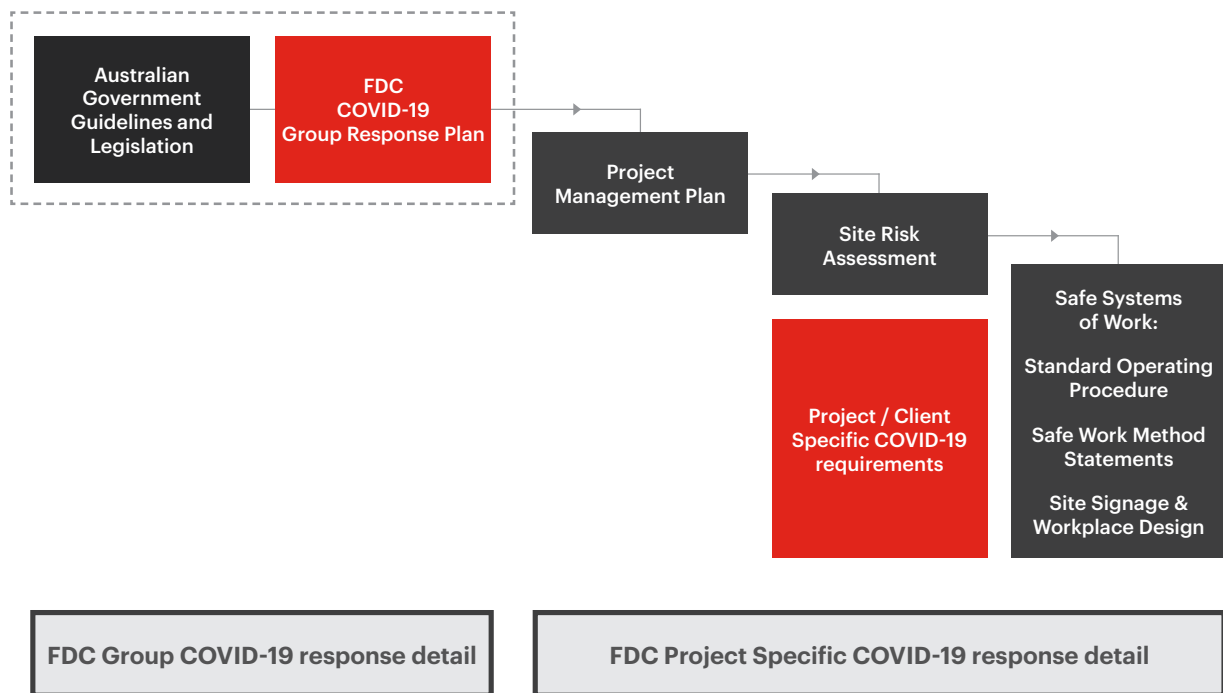 Australian
Government
Guidelines and
Legislation
FDC
COVID-19
Group Response Plan
Project
Management Plan
Site Risk
Assessment
Safe Systems
of Work:
Standard Operating
Procedure
Safe Work Method
Statements
Site Signage &
Workplace Design
Project / Client
Specific COVID-19
requirements
FDC Group COVID-19 response detail
FDC Project Specific COVID-19 response detail